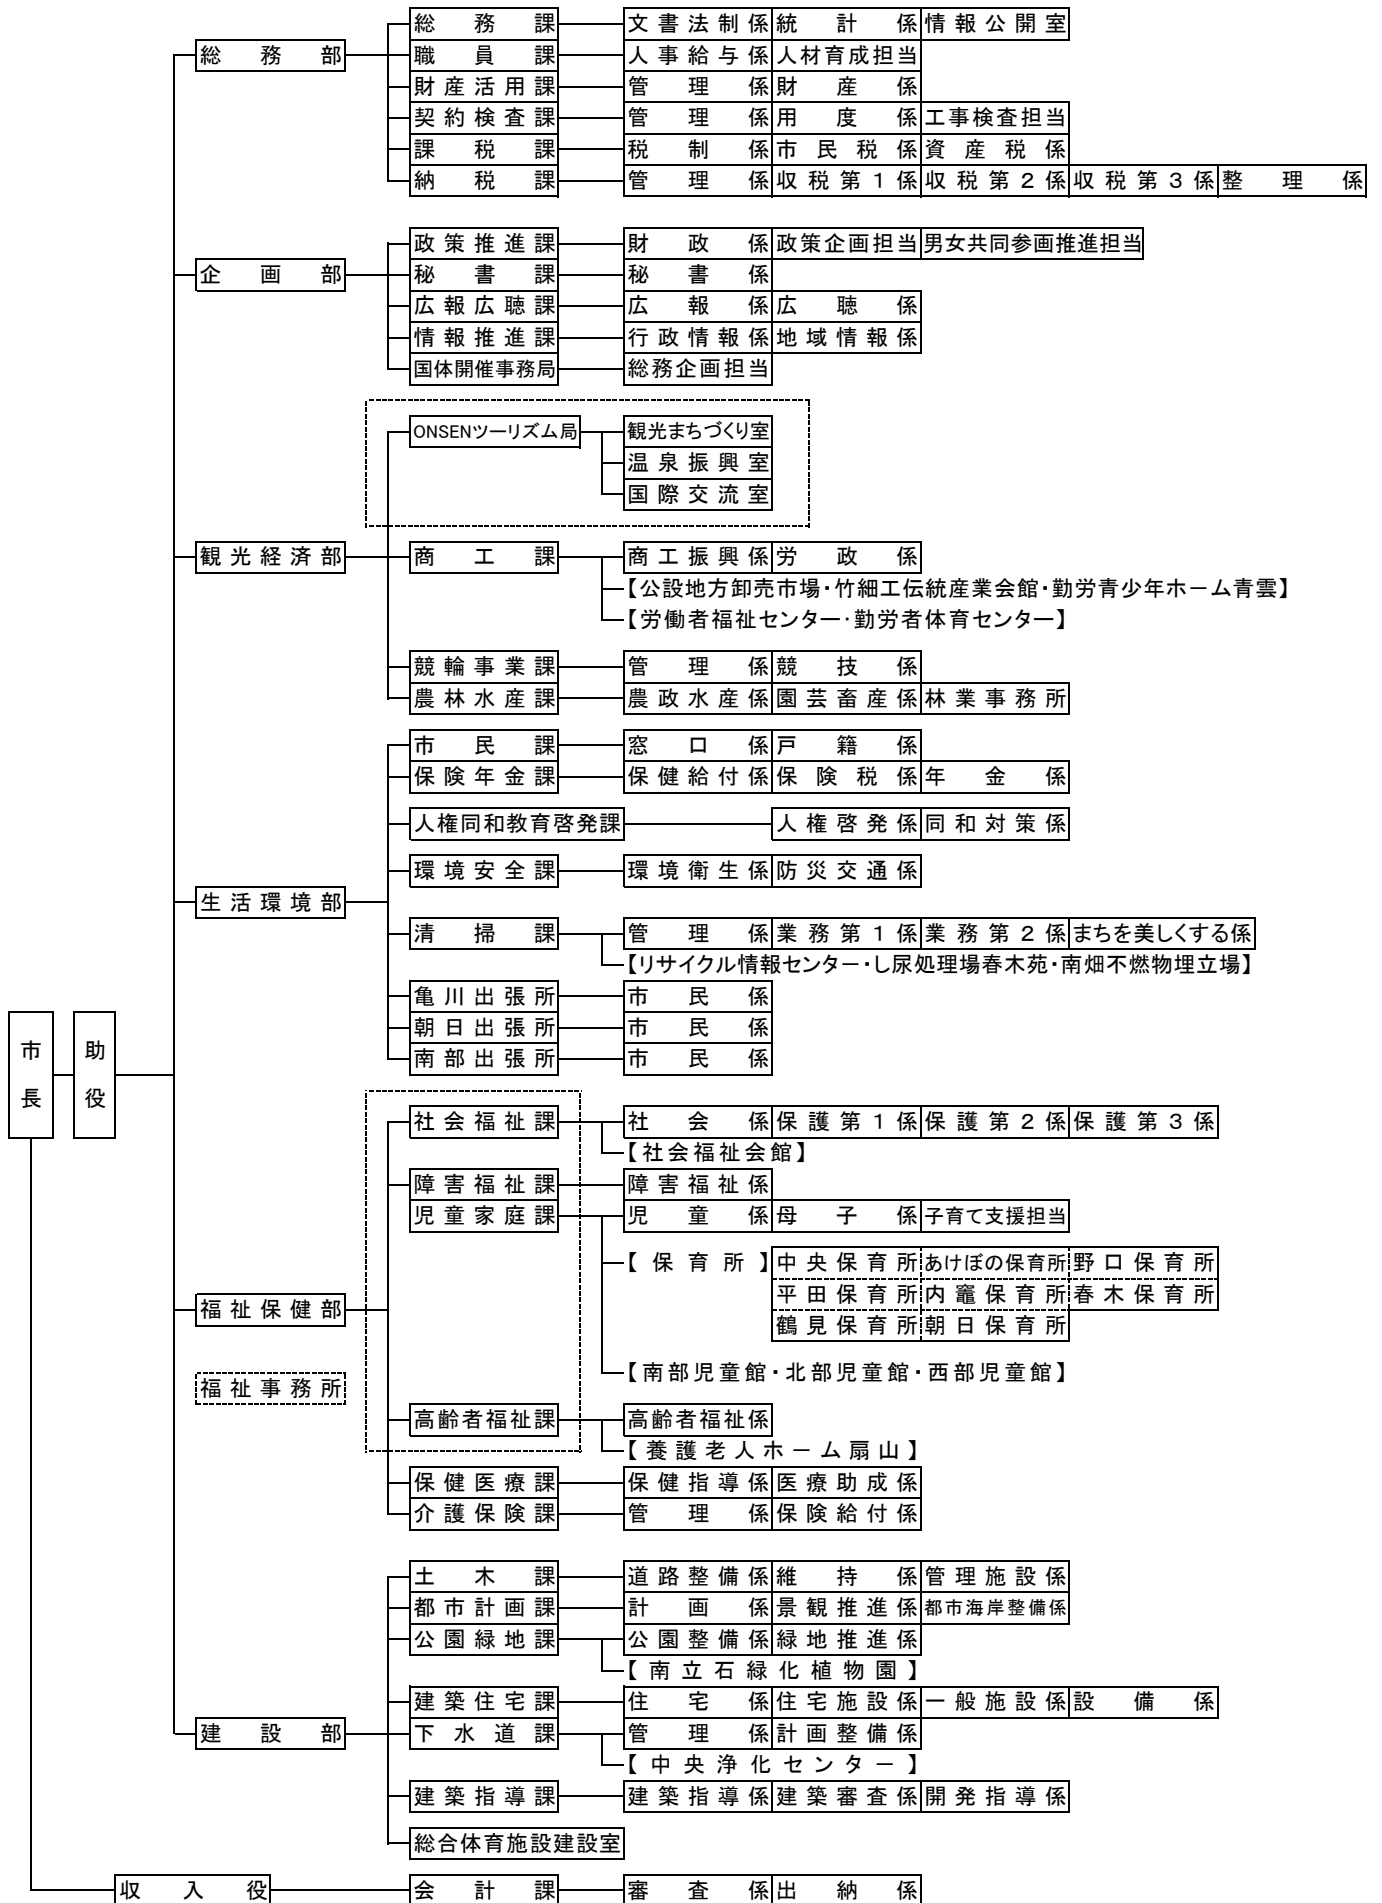 総務課 文書法制係 統計係 情報公開室
総務部 職員課 人事給与係 人材育成担当
財産活用課 管理係 財産係
契約検査課 管理係 用度係 工事検査担当
課税課 税制係 市民税係 資産税係
納税課 管理係 収税第1係 収税第2係 収税第3係 整理係
政策推進課 財政係 政策企画担当 男女共同参画推進担当
企画部 秘書課 秘書係
広報広聴課 広報係 広聴係
情報推進課 行政情報係 地域情報係
国体開催事務局 総務企画担当
ONSENツーリズム局 観光まちづくり室
温泉振興室
国際交流室
観光経済部 商工課 商工振興係 労政係
【公設地方卸売市場・竹細工伝統産業会館・勤労青少年ホーム青雲】
【労働者福祉センター・勤労者体育センター】
競輪事業課 管理係 競技係
農林水産課 農政水産係 園芸畜産係 林業事務所
市民課 窓口係 戸籍係
保険年金課 保健給付係 保険税係 年金係
人権同和教育啓発課 人権啓発係 同和対策係
環境安全課 環境衛生係 防災交通係
生活環境部
清掃課 管理係 業務第1係 業務第2係 まちを美しくする係
【リサイクル情報センター・し尿処理場春木苑・南畑不燃物埋立場】
亀川出張所 市民係
朝日出張所 市民係
南部出張所 市民係
市長 助役
社会福祉課 社会係 保護第1係 保護第2係 保護第3係
【社会福祉会館】
障害福祉課 障害福祉係
児童家庭課 児童係 母子係 子育て支援担当
【保育所】 中央保育所 あけぼの保育所 野口保育所
平田保育所 内竈保育所 春木保育所
福祉保健部
鶴見保育所 朝日保育所
【南部児童館・北部児童館・西部児童館】
福祉事務所
高齢者福祉課 高齢者福祉係
【養護老人ホーム扇山】
保健医療課 保健指導係 医療助成係
介護保険課 管理係 保険給付係
土木課 道路整備係 維持係 管理施設係
都市計画課 計画係 景観推進係 都市海岸整備係
公園緑地課 公園整備係 緑地推進係
【南立石緑化植物園】
建築住宅課 住宅係 住宅施設係 一般施設係 設備係
建設部 下水道課 管理係 計画整備係
【中央浄化センター】
建築指導課 建築指導係 建築審査係 開発指導係
総合体育施設建設室
収入役 会計課 審査係 出納係